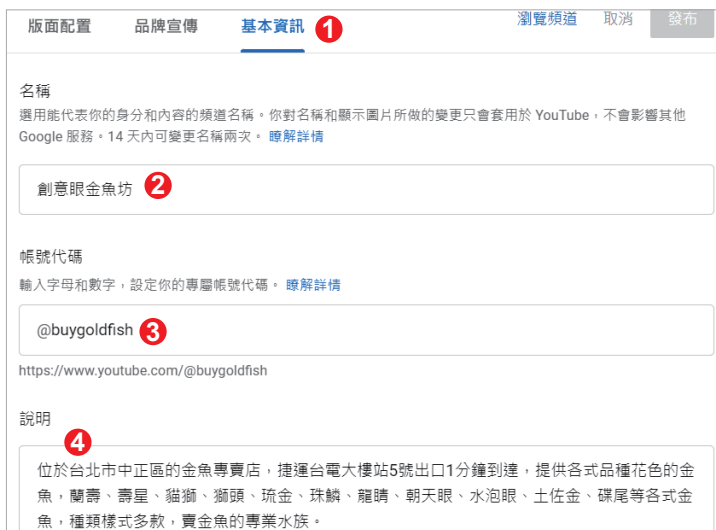 版面配置 品牌宣傳 基本資訊 1 瀏覽頻道 取消 發布
名稱
選用能代表你的身分和內容的頻道名稱。你對名稱和顯示圖片所做的變更只會套用於 YouTube,不會影響其他
Google 服務。14 天內可變更名稱兩次。 瞭解詳情
創意眼金魚坊 2
帳號代碼
輸入字母和數字,設定你的專屬帳號代碼。 瞭解詳情
@buygoldfish 3
https://www.youtube.com/@buygoldfish
說明
4
位於台北市中正區的金魚專賣店,捷運台電大樓站5號出口1分鐘到達,提供各式品種花色的金
魚,蘭壽、壽星、貓獅、獅頭、琉金、珠鱗、龍睛、朝天眼、水泡眼、土佐金、碟尾等各式金
魚,種類樣式多款,賣金魚的專業水族。